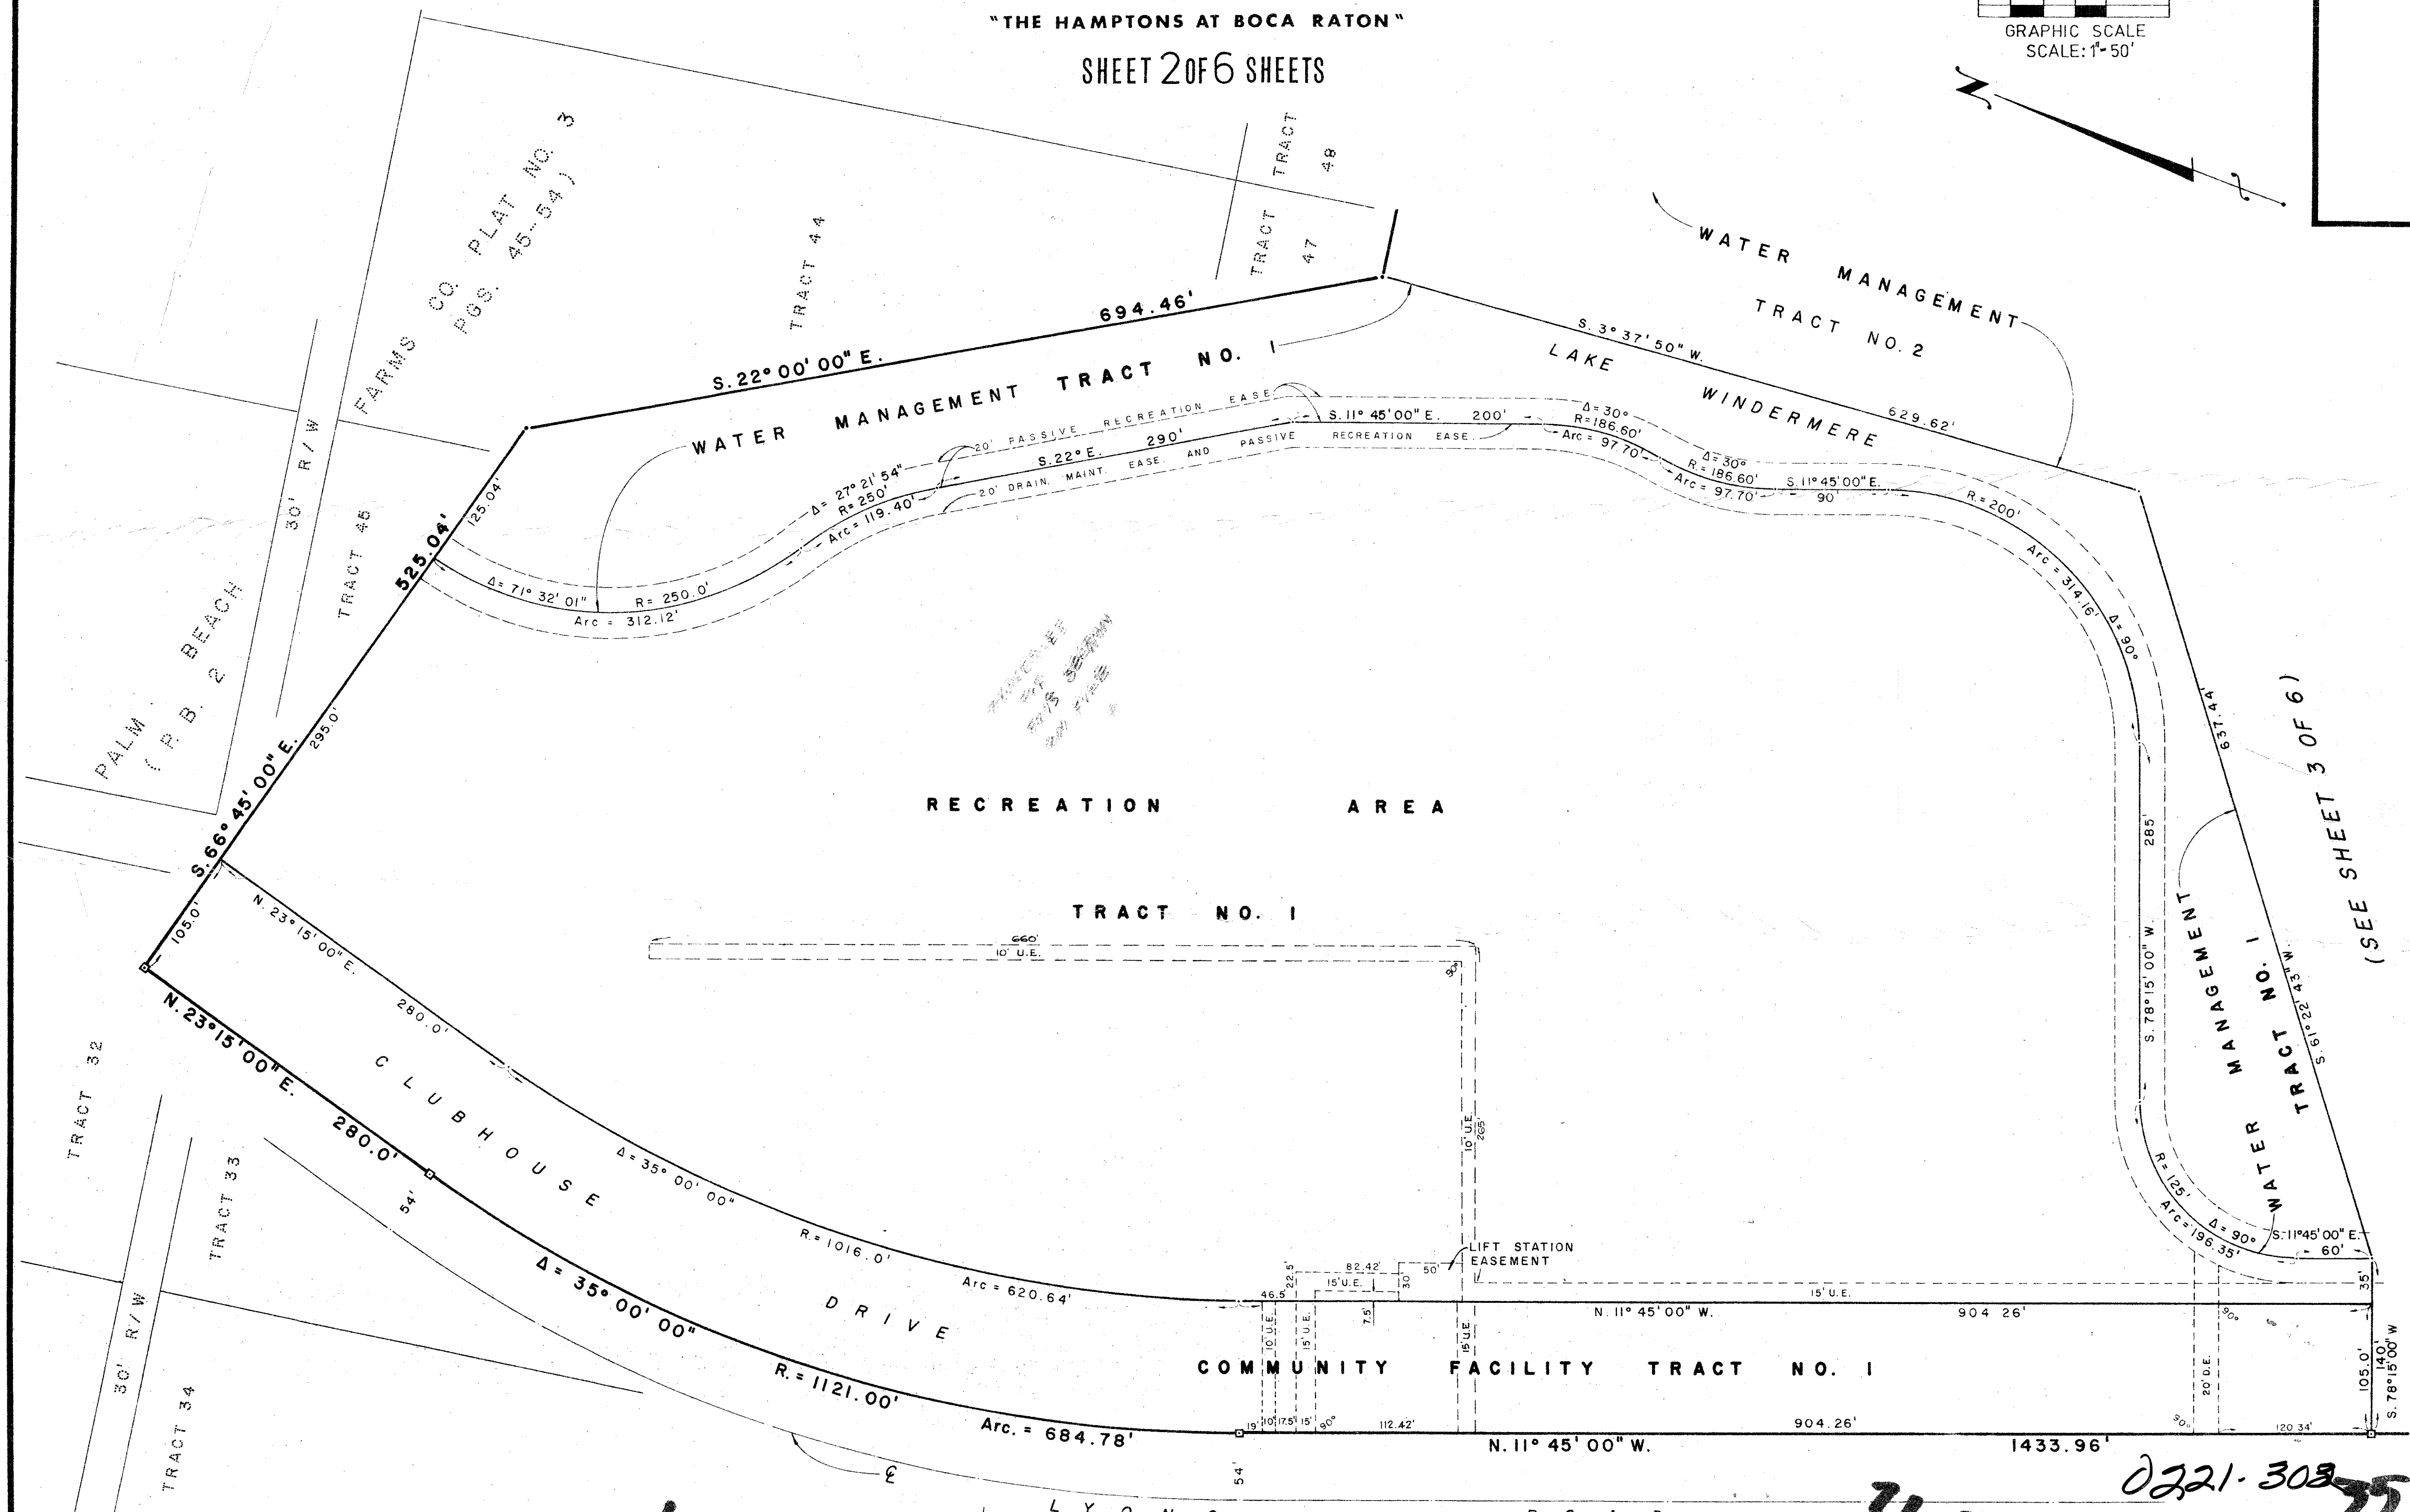 "THE HAMPTONS AT BOCA RATON"
SHEET 2 OF 6 SHEETS
GRAPHIC SCALE
SCALE: 1"=50'
N
FARMS CO. PLAT NO. 3
PGS. 45--54)
PALM BEACH
(P. B. 2
30' R/W
TRACT 44
TRACT 45
TRACT 48
TRACT 47
TRACT 32
TRACT 33
TRACT 34
30' R/W
S. 22° 00' 00" E.
694.46'
WATER MANAGEMENT TRACT NO. 1
WATER MANAGEMENT
TRACT NO. 2
S. 3° 37' 50" W.
629.62'
LAKE WINDERMERE
20' PASSIVE RECREATION EASE.
S. 22° E. 290'
20' DRAIN. MAINT. EASE. AND PASSIVE RECREATION EASE.
S. 11° 45' 00" E. 200'
Δ= 30°
R=186.60'
Arc = 97.70'
Δ= 30°
R=186.60'
Arc = 97.70'
S. 11° 45' 00" E.
90'
R= 200'
Arc = 314.16'
Δ= 90°
Δ= 27° 21' 54"
R= 250'
Arc = 119.40'
Δ= 71° 32' 01"
R= 250.0'
Arc = 312.12'
125.04'
525.04'
295.0'
S. 66° 45' 00" E.
105.0'
637.44'
S. 61° 22' 43" W.
(SEE SHEET 3 OF 6)
285'
S. 78° 15' 00" W.
WATER MANAGEMENT
TRACT NO. 1
RECREATION AREA
TRACT NO. 1
660'
10' U.E.
90°
10' U.E.
265'
N. 23° 15' 00" E.
280.0'
N. 23° 15' 00" E.
280.0'
CLUBHOUSE
DRIVE
Δ = 35° 00' 00"
R.= 1016.0'
Arc = 620.64'
54'
Δ = 35° 00' 00"
R. = 1121.00'
Arc. = 684.78'
LIFT STATION
EASEMENT
82.42'
50'
15' U.E.
30'
22.5'
46.5'
7.5'
10' U.E.
15' U.E.
15' U.E.
15' U.E.
N. 11° 45' 00" W.
904.26'
R= 125'
Arc = 196.35'
Δ= 90°
S. 11° 45' 00" E.
60'
35'
90°
COMMUNITY FACILITY TRACT NO. 1
20' D.E.
105.0'
140'
S. 78° 15' 00" W
19' 10' 17.5' 15' 90°
112.42'
904.26'
90°
120.34'
N. 11° 45' 00" W.
1433.96'
54'
℄
LYONS ROAD